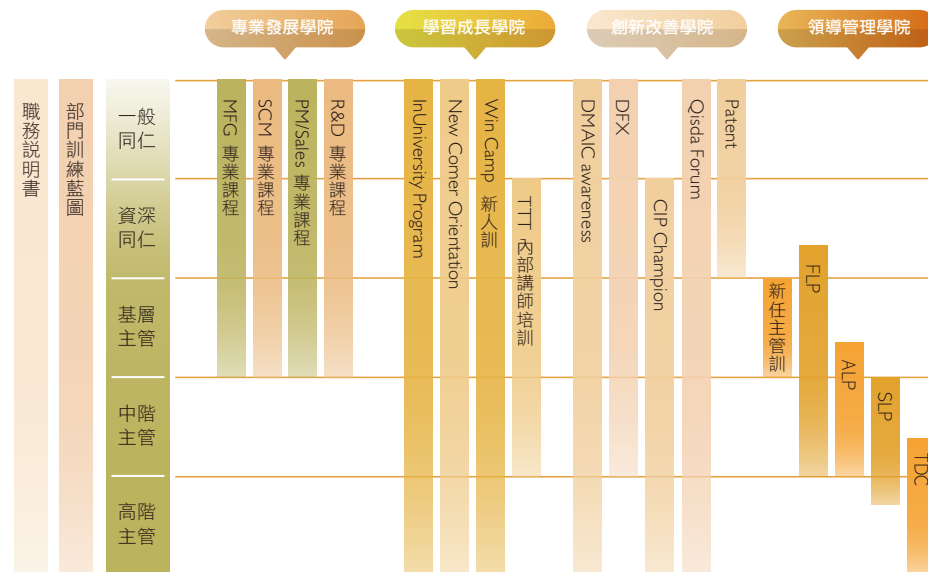 專業發展學院
學習成長學院
創新改善學院
領導管理學院
職務説明書
部門訓練藍圖
一般
同仁
資深
同仁
基層
主管
中階
主管
高階
主管
MFG 專業課程
SCM 專業課程
PM/Sales 專業課程
R&D 專業課程
InUniversity Program
New Comer Orientation
Win Camp 新人訓
TTT 內部講師培訓
DMAIC awareness
DFX
CIP Champion
Qisda Forum
Patent
新任主管訓
FLP
ALP
SLP
TDC